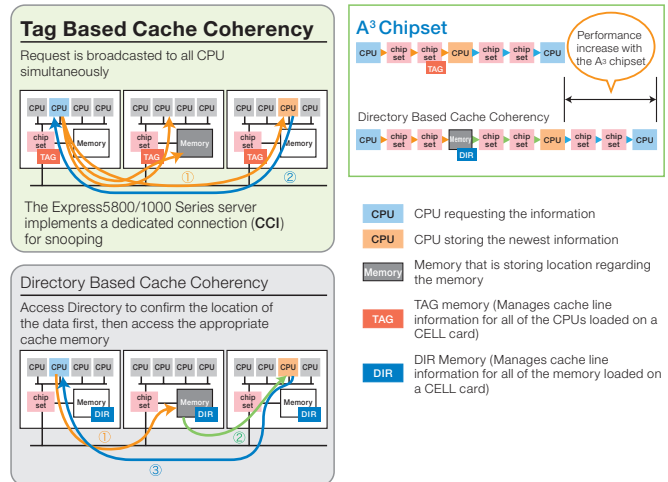 Tag Based Cache Coherency
Request is broadcasted to all CPU
simultaneously
CPU CPU CPU CPU
chip
set
TAG
Memory
CPU CPU CPU CPU
chip
set
TAG
Memory
CPU CPU CPU CPU
chip
set
TAG
Memory
①
②
The Express5800/1000 Series server
implements a dedicated connection (CCI)
for snooping
Directory Based Cache Coherency
Access Directory to confirm the location of
the data first, then access the appropriate
cache memory
CPU CPU CPU CPU
chip
set
Memory
DIR
CPU CPU CPU CPU
chip
set
Memory
DIR
CPU CPU CPU CPU
chip
set
Memory
DIR
①
②
③
A³ Chipset
CPU chip set chip set CPU chip set chip set CPU
TAG
Performance
increase with
the A³ chipset
Directory Based Cache Coherency
CPU chip set chip set Memory chip set chip set CPU chip set chip set CPU
DIR
CPU CPU requesting the information
CPU CPU storing the newest information
Memory Memory that is storing location regarding
the memory
TAG TAG memory (Manages cache line
information for all of the CPUs loaded on a
CELL card)
DIR DIR Memory (Manages cache line
information for all of the memory loaded on
a CELL card)